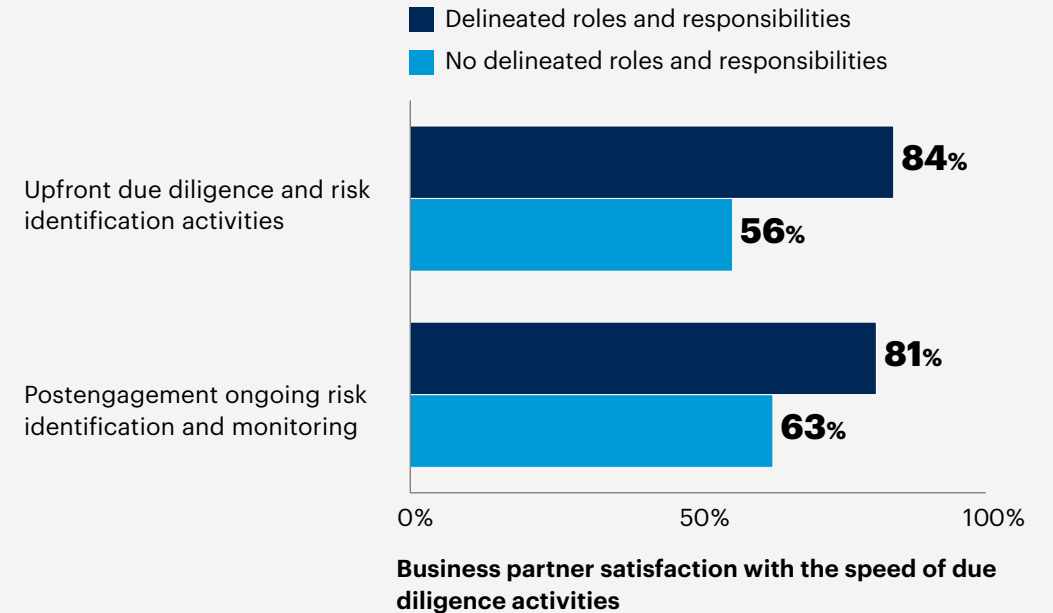 Delineated roles and responsibilities
No delineated roles and responsibilities
Upfront due diligence and risk
identification activities
84%
56%
Postengagement ongoing risk
identification and monitoring
81%
63%
0%
50%
100%
Business partner satisfaction with the speed of due
diligence activities